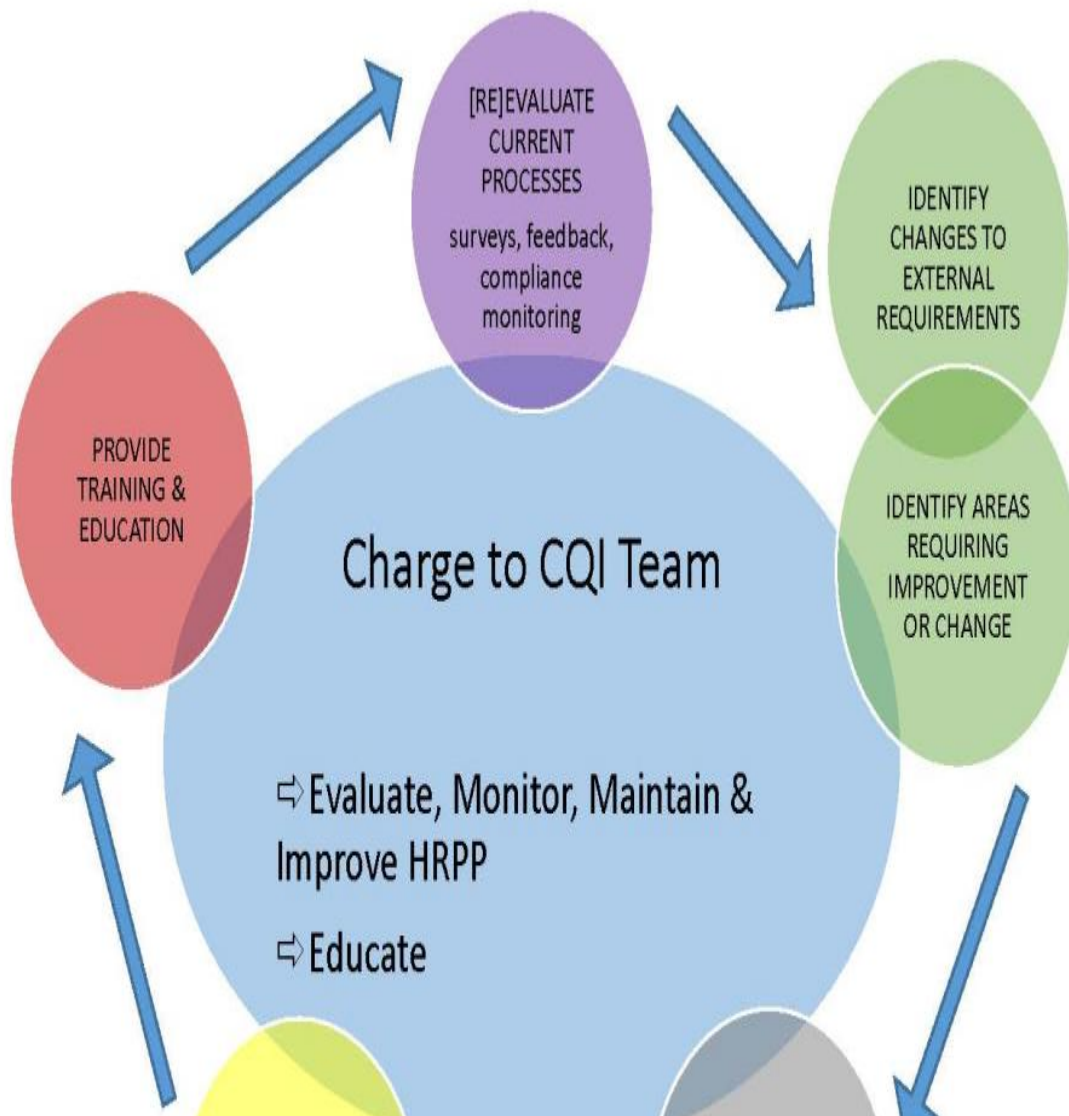 [RE]EVALUATE
CURRENT
PROCESSES
surveys, feedback,
compliance
monitoring
IDENTIFY
CHANGES TO
EXTERNAL
REQUIREMENTS
IDENTIFY AREAS
REQUIRING
IMPROVEMENT
OR CHANGE
PROVIDE
TRAINING &
EDUCATION
Charge to CQI Team
⇨Evaluate, Monitor, Maintain &
Improve HRPP
⇨Educate